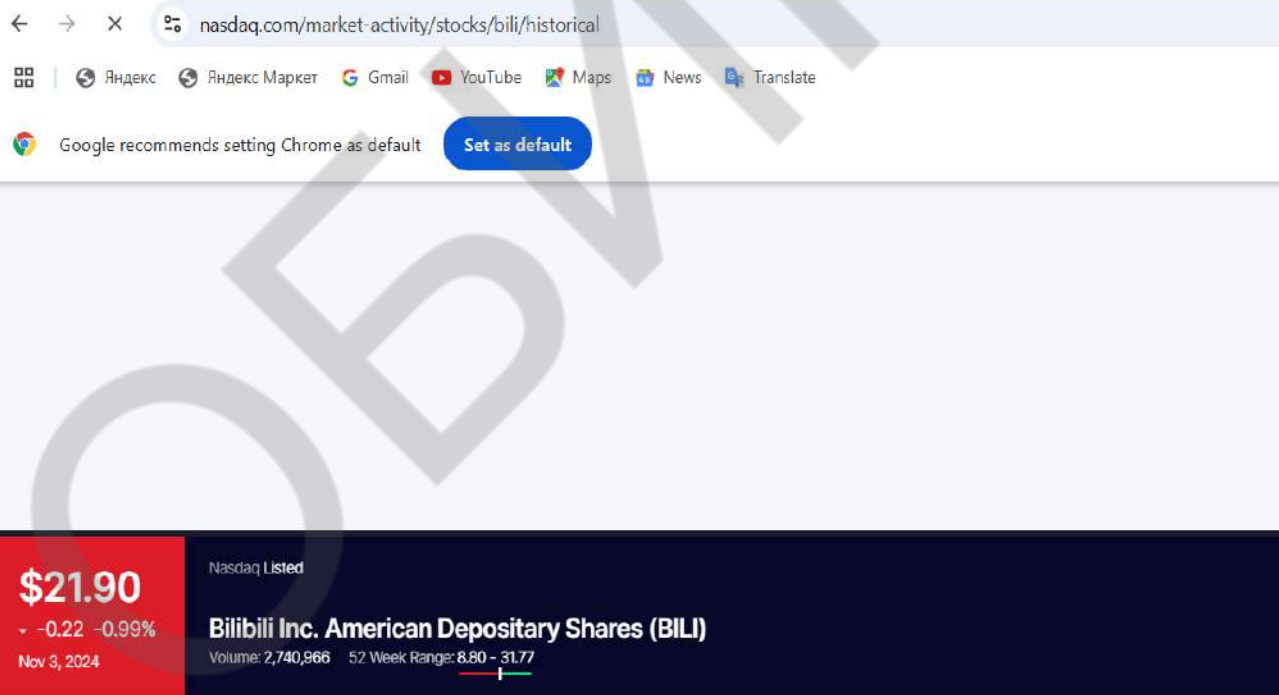 nasdaq.com/market-activity/stocks/bili/historical
Яндекс Яндекс Маркет Gmail YouTube Maps News Translate
Google recommends setting Chrome as default Set as default
ОБИ
$21.90
-0.22 -0.99%
Nov 3, 2024
Nasdaq Listed
Bilibili Inc. American Depositary Shares (BILI)
Volume: 2,740,966 52 Week Range: 8.80 - 31.77